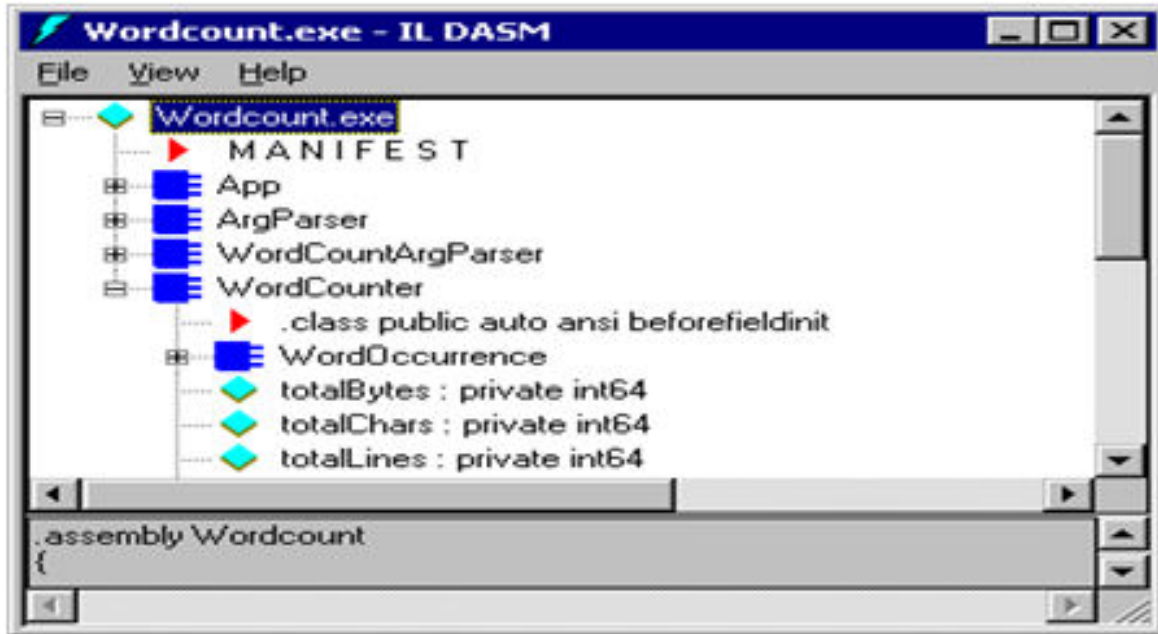 Wordcount.exe - IL DASM
File View Help
Wordcount.exe
M A N I F E S T
App
ArgParser
WordCountArgParser
WordCounter
.class public auto ansi beforefieldinit
WordOccurrence
totalBytes : private int64
totalChars : private int64
totalLines : private int64
.assembly Wordcount
{